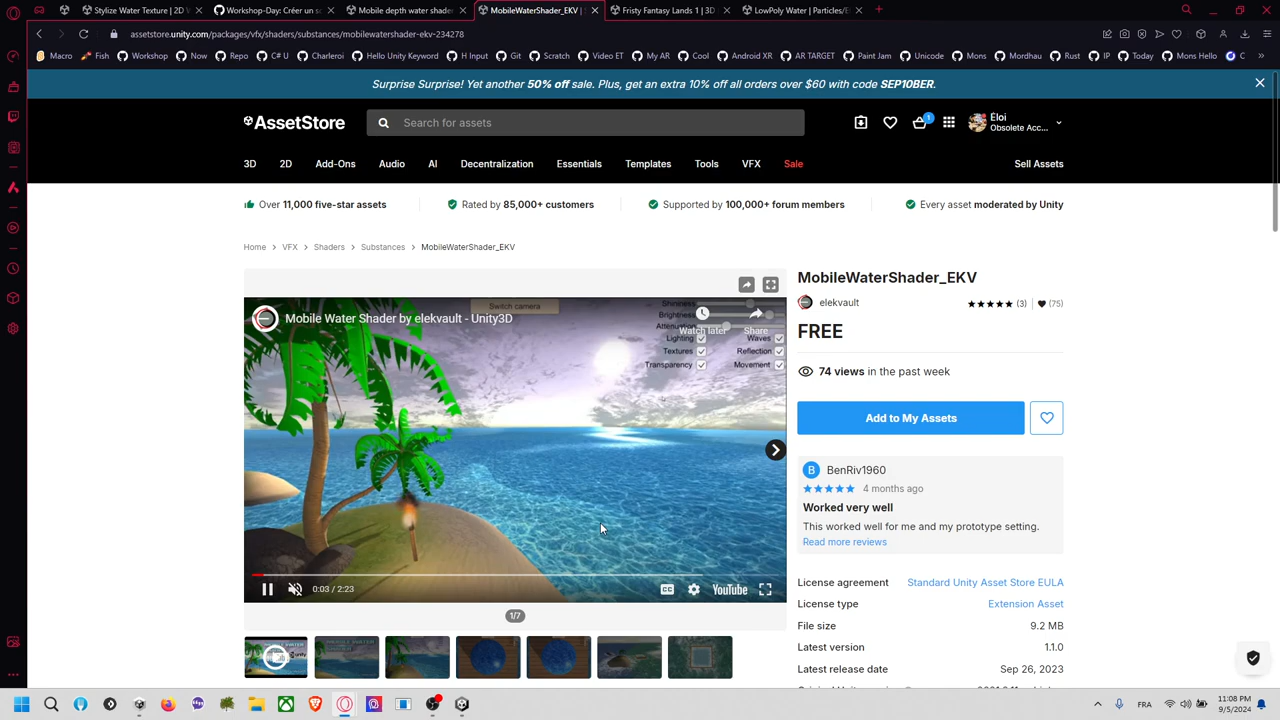 Stylize Water Texture | 2D
Workshop-Day: Créer un s
Mobile depth water shader
MobileWaterShader_EKV |
Fristy Fantasy Lands 1 | 3D
LowPoly Water | Particles/E
assetstore.unity.com/packages/vfx/shaders/substances/mobilewatershader-ekv-234278
Macro Fish Workshop Now Repo C# U Charleroi Hello Unity Keyword H Input Git Scratch Video ET My AR Cool Android XR AR TARGET Paint Jam Unicode Mons Mordhau Rust IP Today Mons Hello C
Surprise Surprise! Yet another 50% off sale. Plus, get an extra 10% off all orders over $60 with code SEP10BER.
AssetStore
Search for assets
1
Eloi
Obsolete Acc...
3D 2D Add-Ons Audio AI Decentralization Essentials Templates Tools VFX Sale Sell Assets
Over 11,000 five-star assets
Rated by 85,000+ customers
Supported by 100,000+ forum members
Every asset moderated by Unity
Home > VFX > Shaders > Substances > MobileWaterShader_EKV
Switch camera
Mobile Water Shader by elekvault - Unity3D
Shininess
Brightness
Attenuation
Watch later
Share
Lighting Waves
Textures Reflection
Transparency Movement
0:03 / 2:23
CC
YouTube
1/7
MobileWaterShader_EKV
elekvault
(3) | (75)
FREE
74 views in the past week
Add to My Assets
B BenRiv1960
4 months ago
Worked very well
This worked well for me and my prototype setting.
Read more reviews
License agreement Standard Unity Asset Store EULA
License type Extension Asset
File size 9.2 MB
Latest version 1.1.0
Latest release date Sep 26, 2023
FRA
11:08 PM
9/5/2024